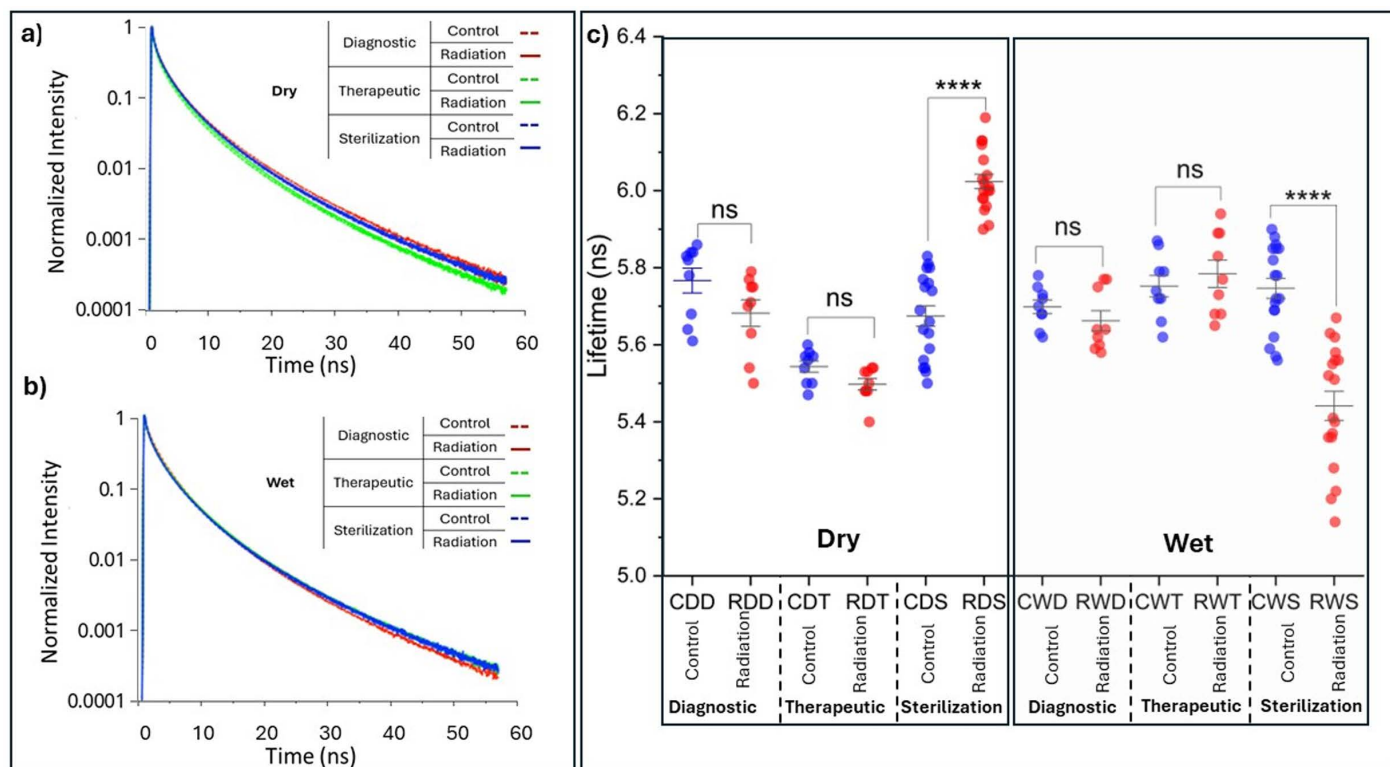 a)
Normalized Intensity
1
0.1
0.01
0.001
0.0001
0 10 20 30 40 50 60
Time (ns)
Dry
Diagnostic
Control
Radiation
Therapeutic
Control
Radiation
Sterilization
Control
Radiation
b)
Normalized Intensity
1
0.1
0.01
0.001
0.0001
0 10 20 30 40 50 60
Time (ns)
Wet
Diagnostic
Control
Radiation
Therapeutic
Control
Radiation
Sterilization
Control
Radiation
c)
Lifetime (ns)
6.4
6.2
6.0
5.8
5.6
5.4
5.2
5.0
ns
ns
****
Dry
CDD RDD CDT RDT CDS RDS
Control Radiation Control Radiation Control Radiation
Diagnostic Therapeutic Sterilization
ns
ns
****
Wet
CWD RWD CWT RWT CWS RWS
Control Radiation Control Radiation Control Radiation
Diagnostic Therapeutic Sterilization